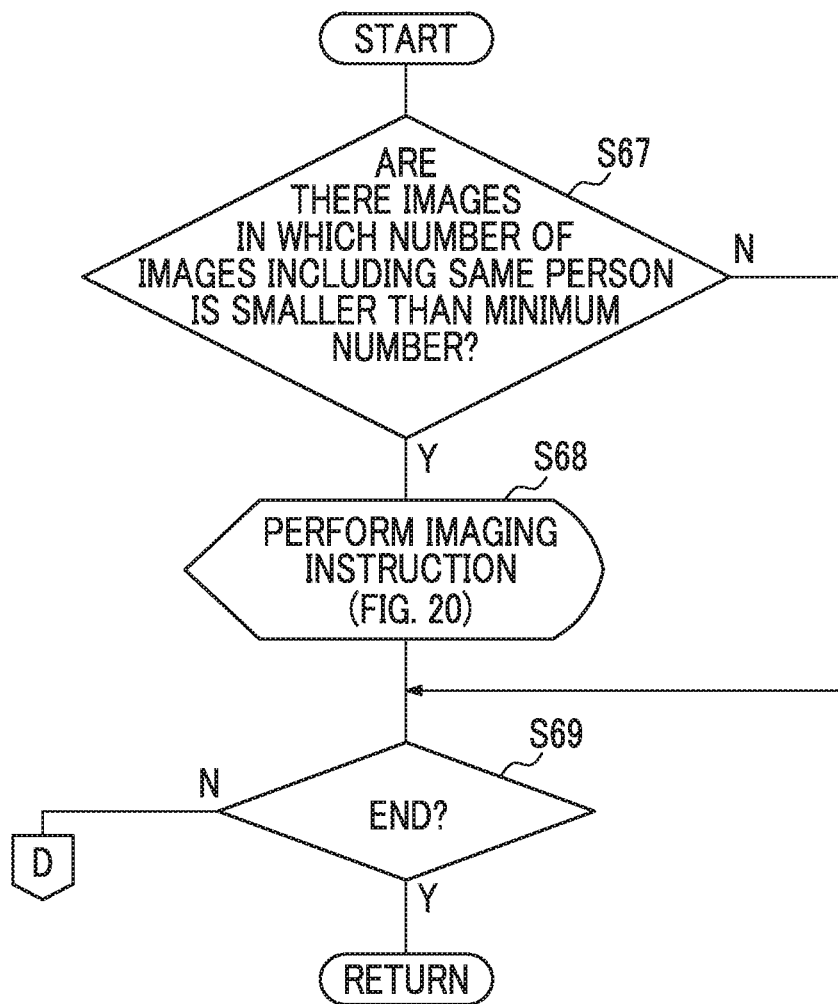 START
S67
ARE
THERE IMAGES
IN WHICH NUMBER OF
IMAGES INCLUDING SAME PERSON
IS SMALLER THAN MINIMUM
NUMBER?
N
Y
S68
PERFORM IMAGING
INSTRUCTION
(FIG. 20)
S69
N
END?
D
Y
RETURN